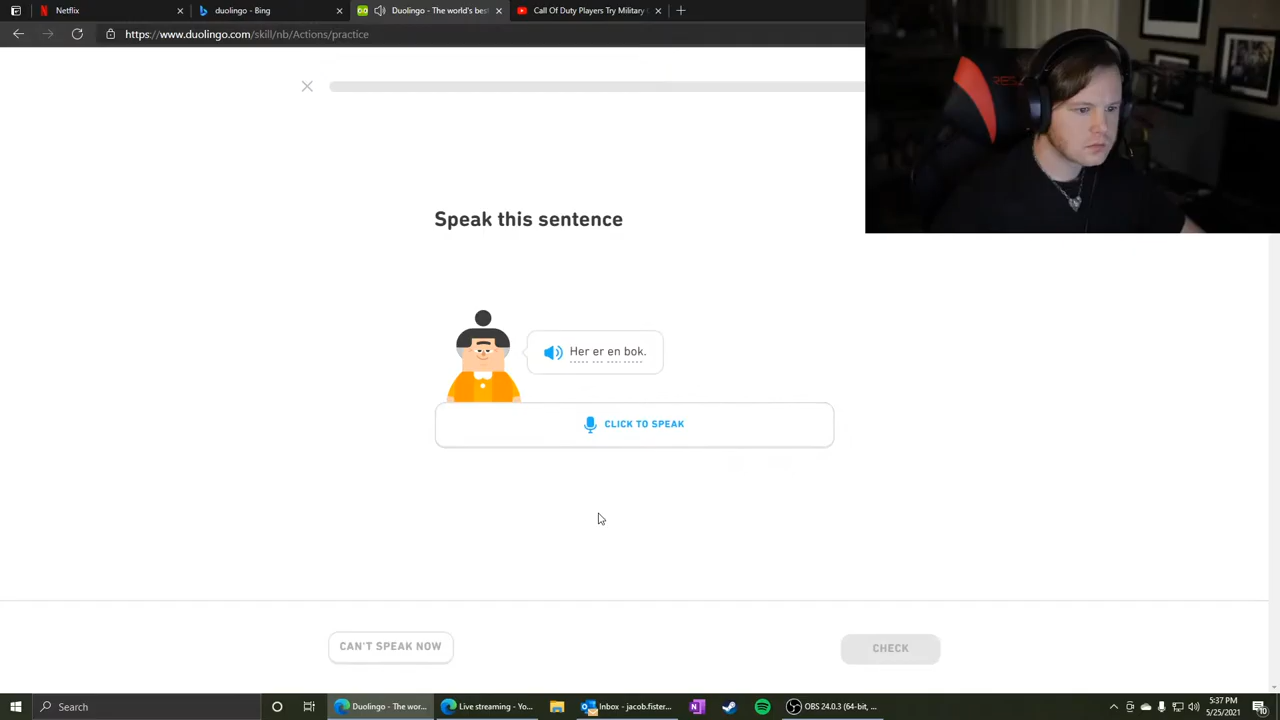 Netflix
duolingo - Bing
Duolingo - The world's best
Call Of Duty Players Try Military
https://www.duolingo.com/skill/nb/Actions/practice
Speak this sentence
Her er en bok.
CLICK TO SPEAK
CAN'T SPEAK NOW
CHECK
Search
Duolingo - The wor...
Live streaming - Yo...
Inbox - jacob.fister...
OBS 24.0.3 (64-bit, ...
5:37 PM
5/25/2021